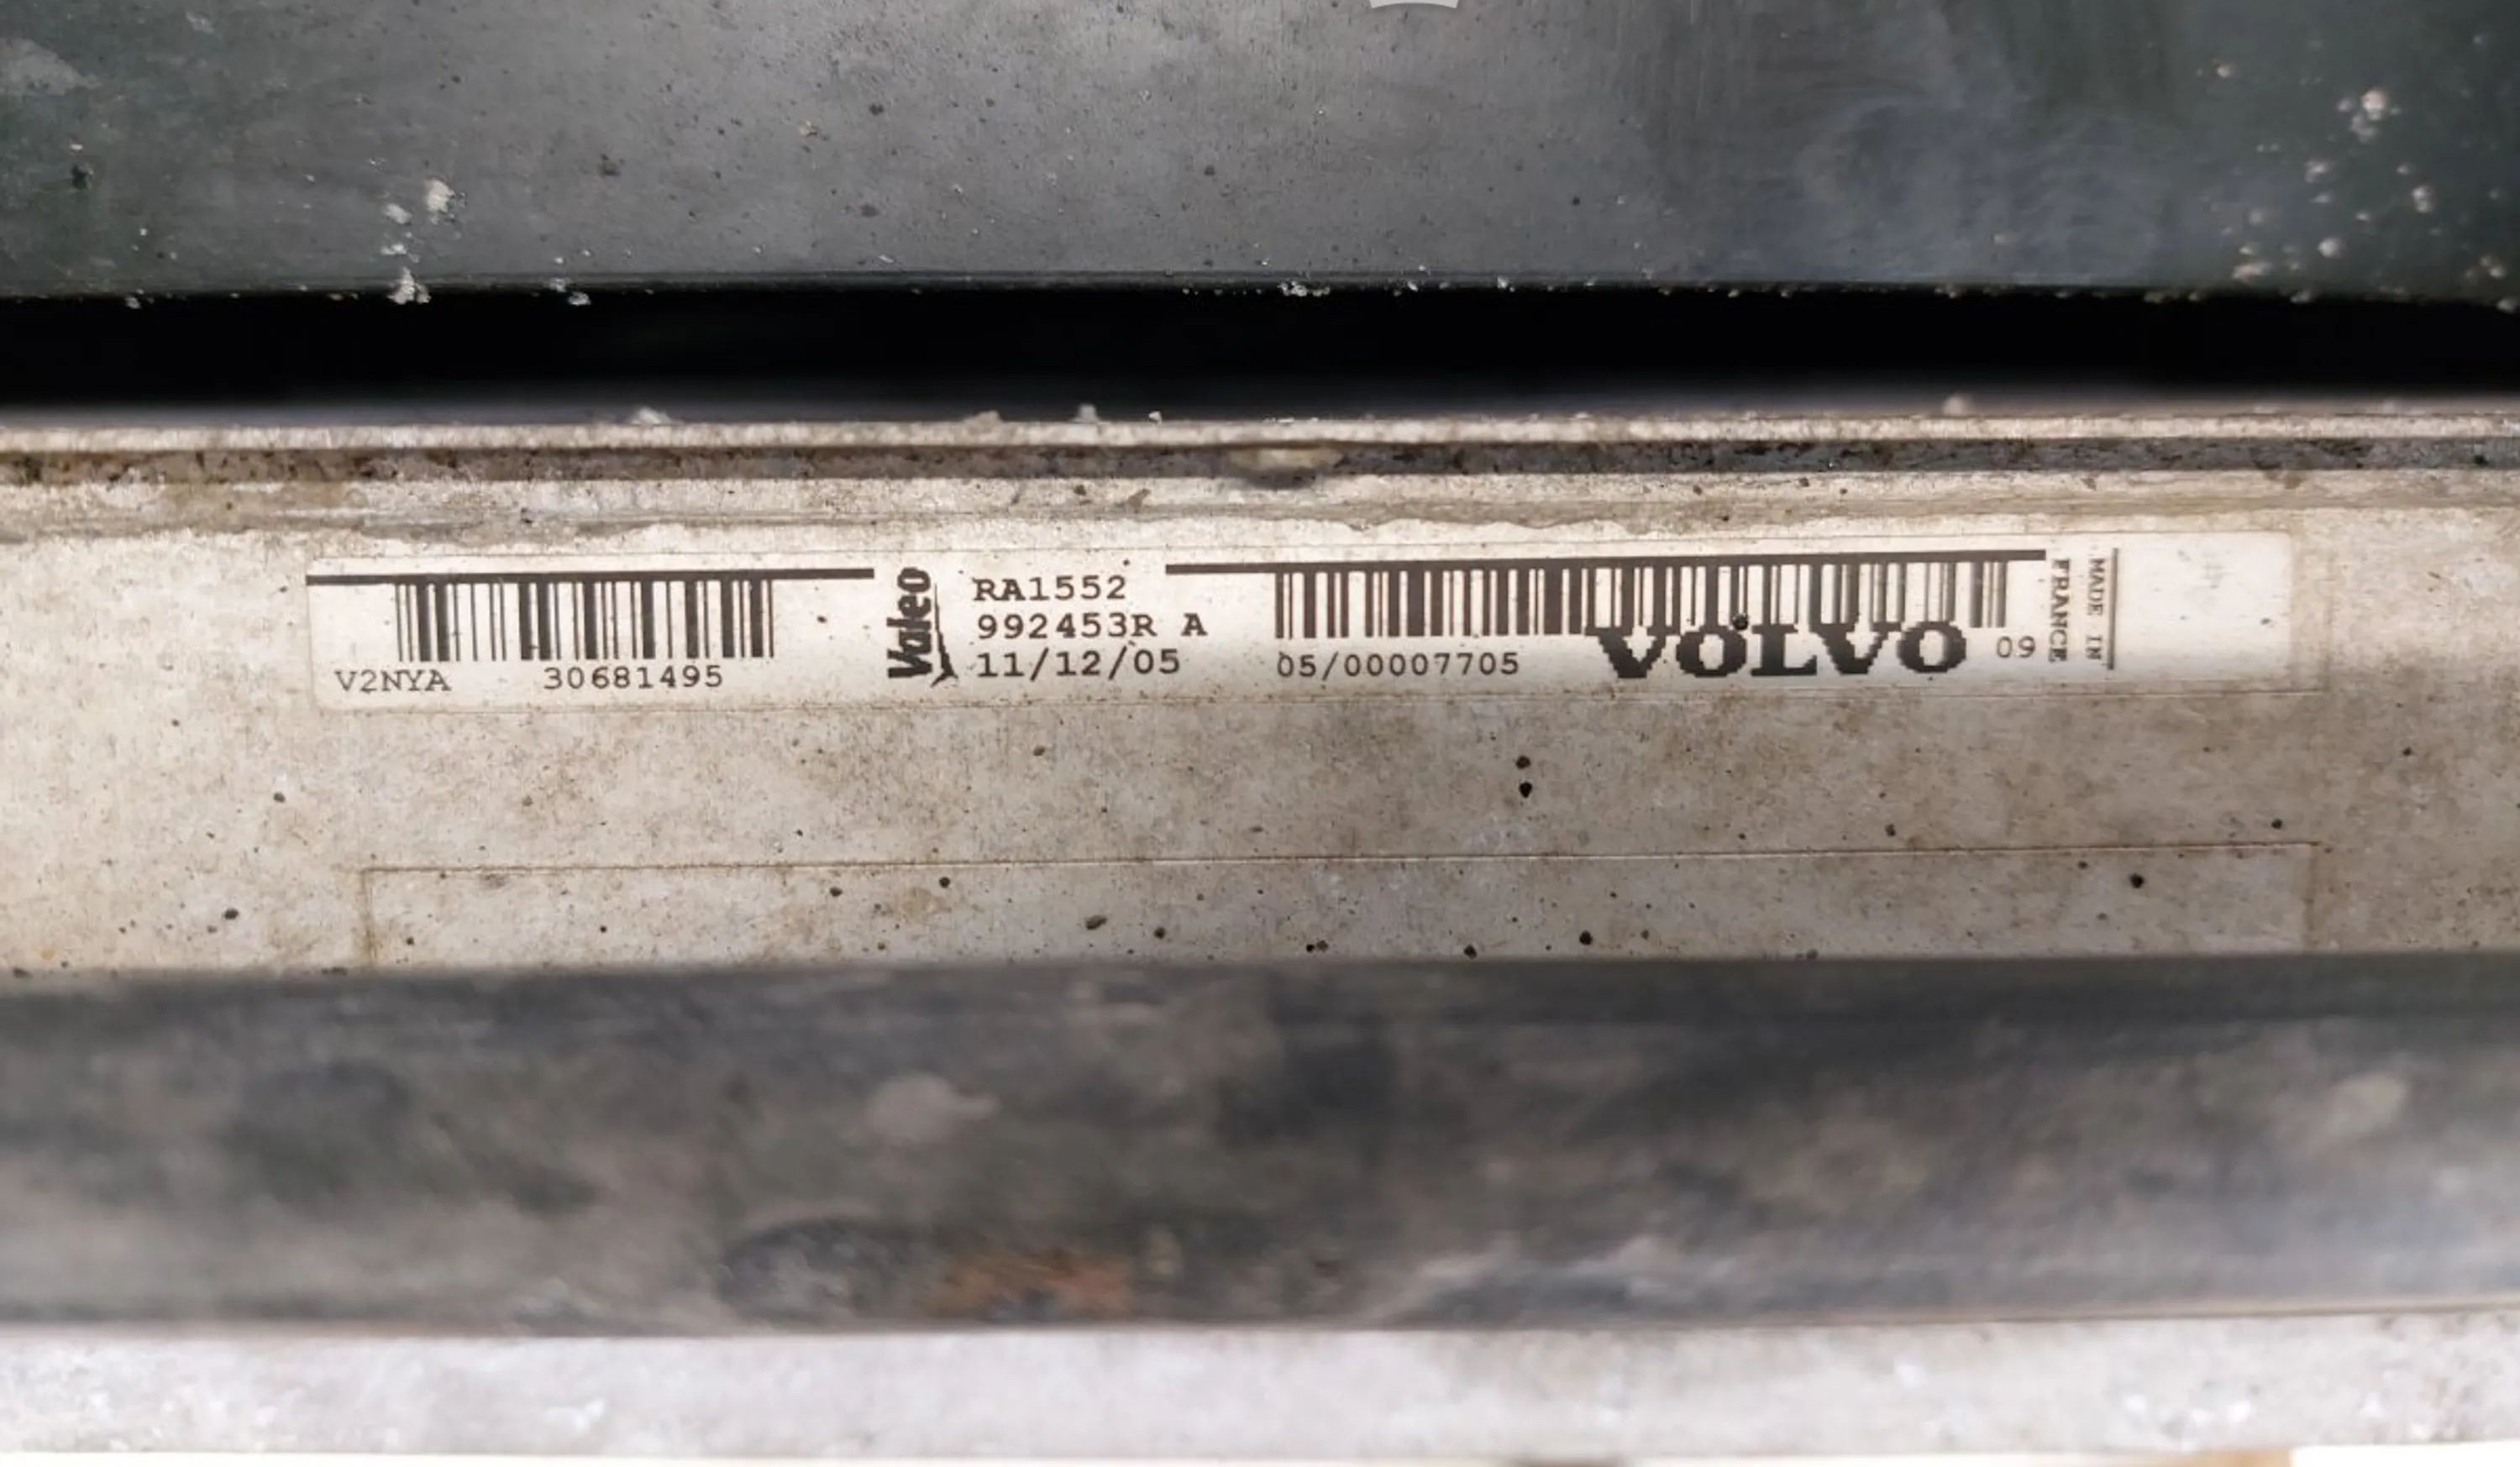 V2NYA 30681495
Valeo
RA1552
992453R A
11/12/05
05/00007705
VOLVO
09
MADE IN
FRANCE